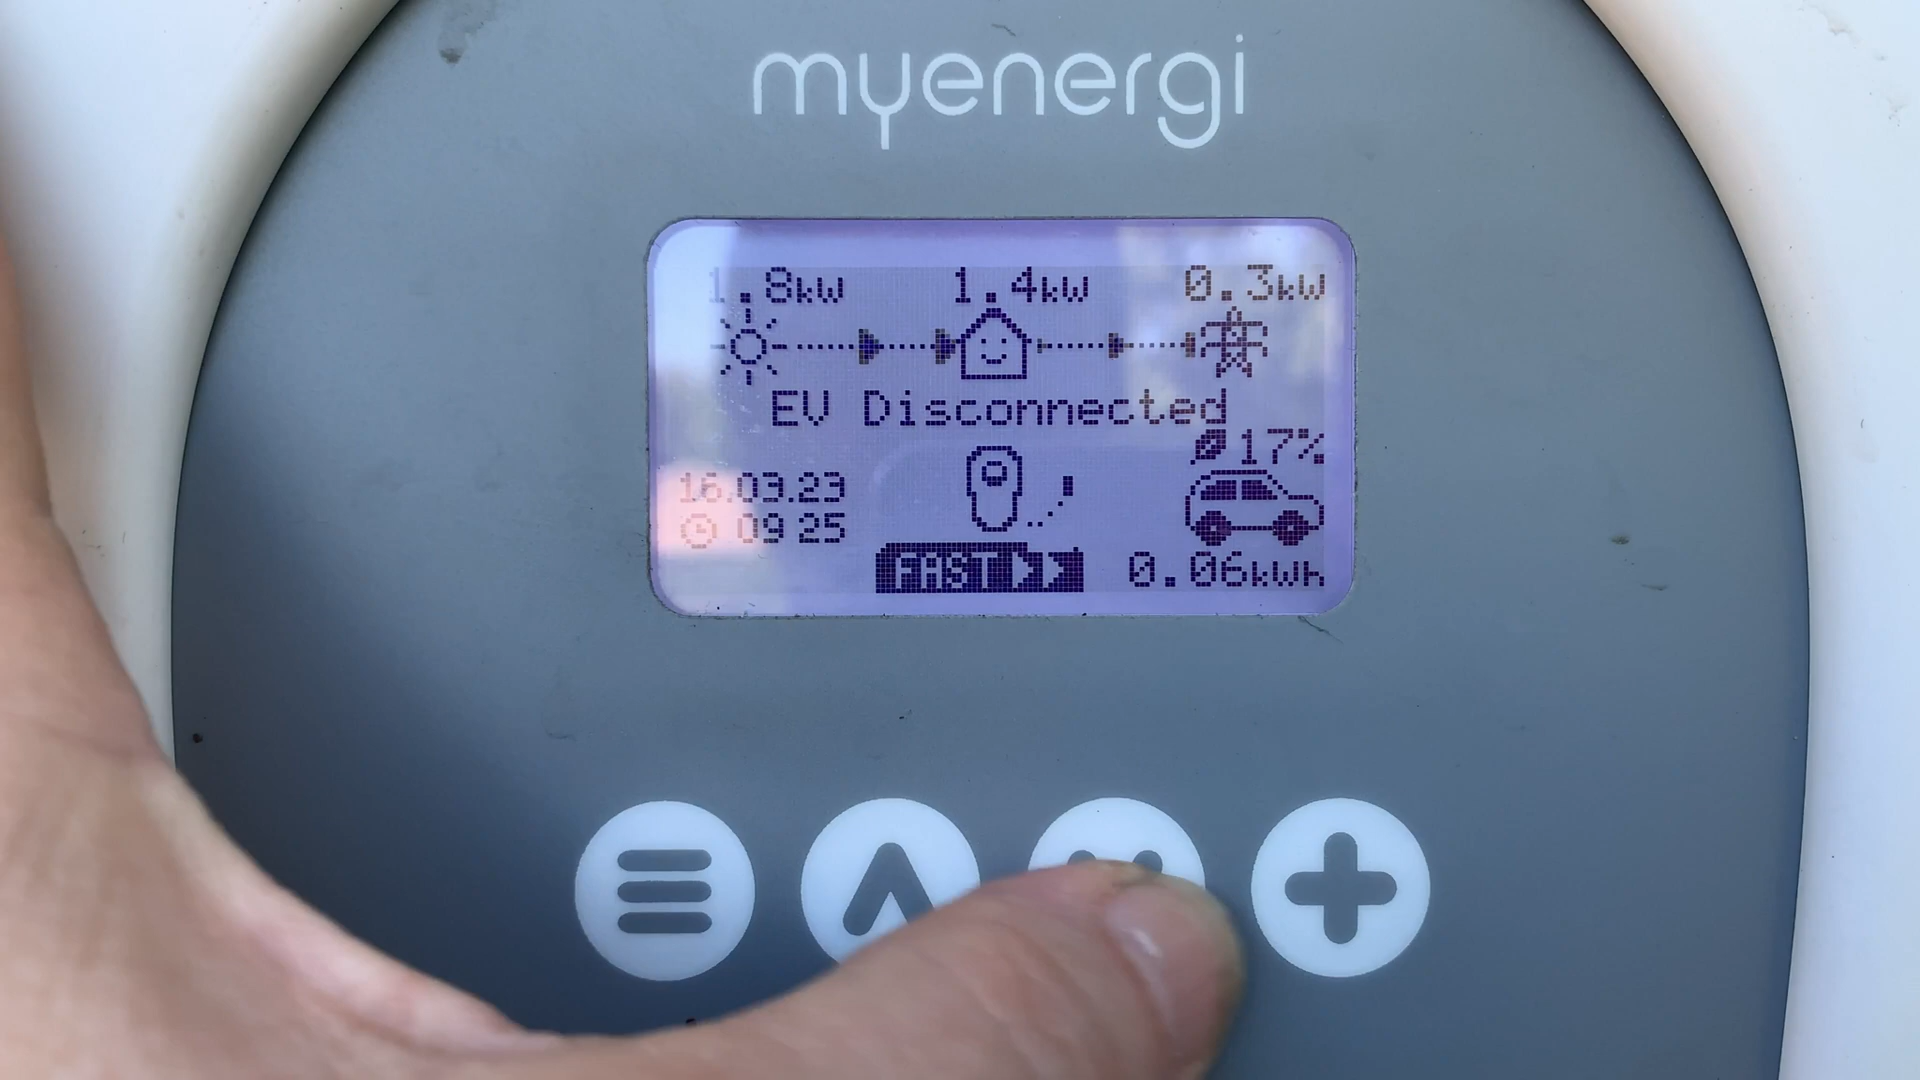 myenergi
1.8kW 1.4kW 0.3kW
EV Disconnected
17%
16.03.23
09 25
FAST
0.06kWh